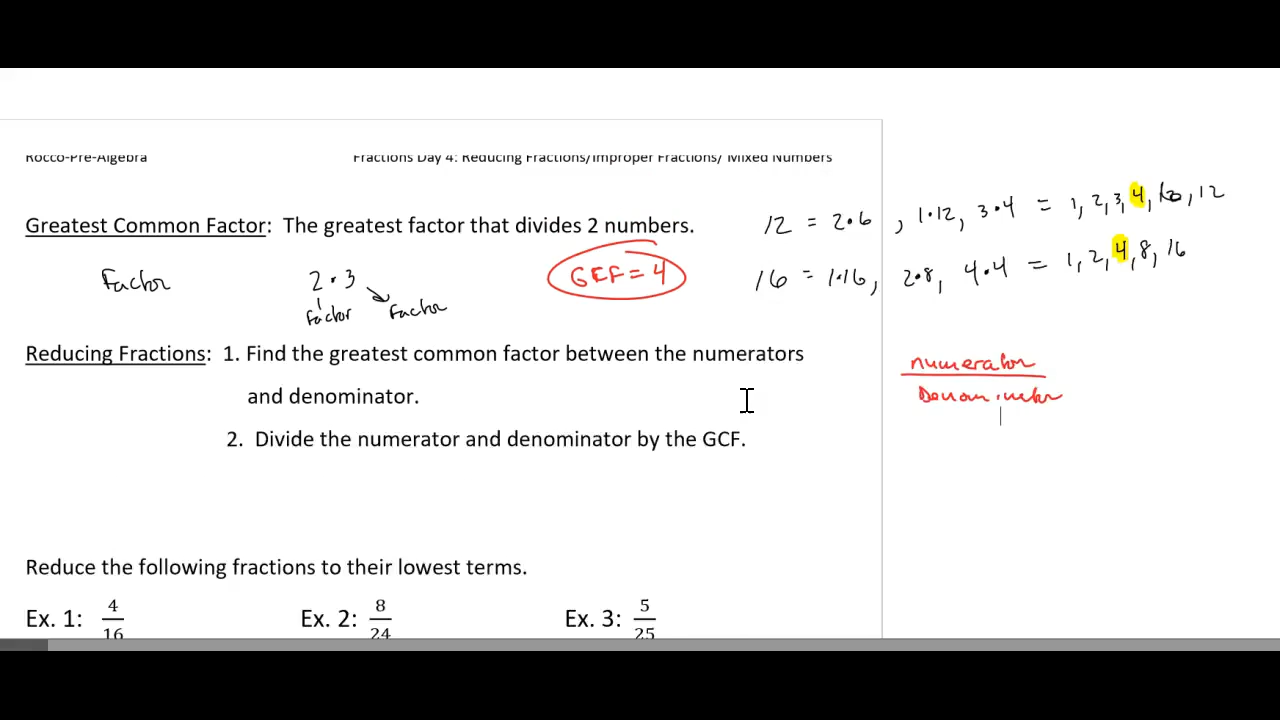 Rocco-Pre-Algebra Fractions Day 4: Reducing Fractions/Improper Fractions/ Mixed Numbers
Greatest Common Factor: The greatest factor that divides 2 numbers.
12 = 2•6 , 1•12, 3•4 = 1, 2, 3, 4, 6, 12
Factor 2•3 GCF = 4
16 = 1•16, 2•8, 4•4 = 1, 2, 4, 8, 16
Factor Factor
Reducing Fractions: 1. Find the greatest common factor between the numerators
and denominator.
2. Divide the numerator and denominator by the GCF.
numerator
Denominator
Reduce the following fractions to their lowest terms.
Ex. 1: 4/16 Ex. 2: 8/24 Ex. 3: 5/25